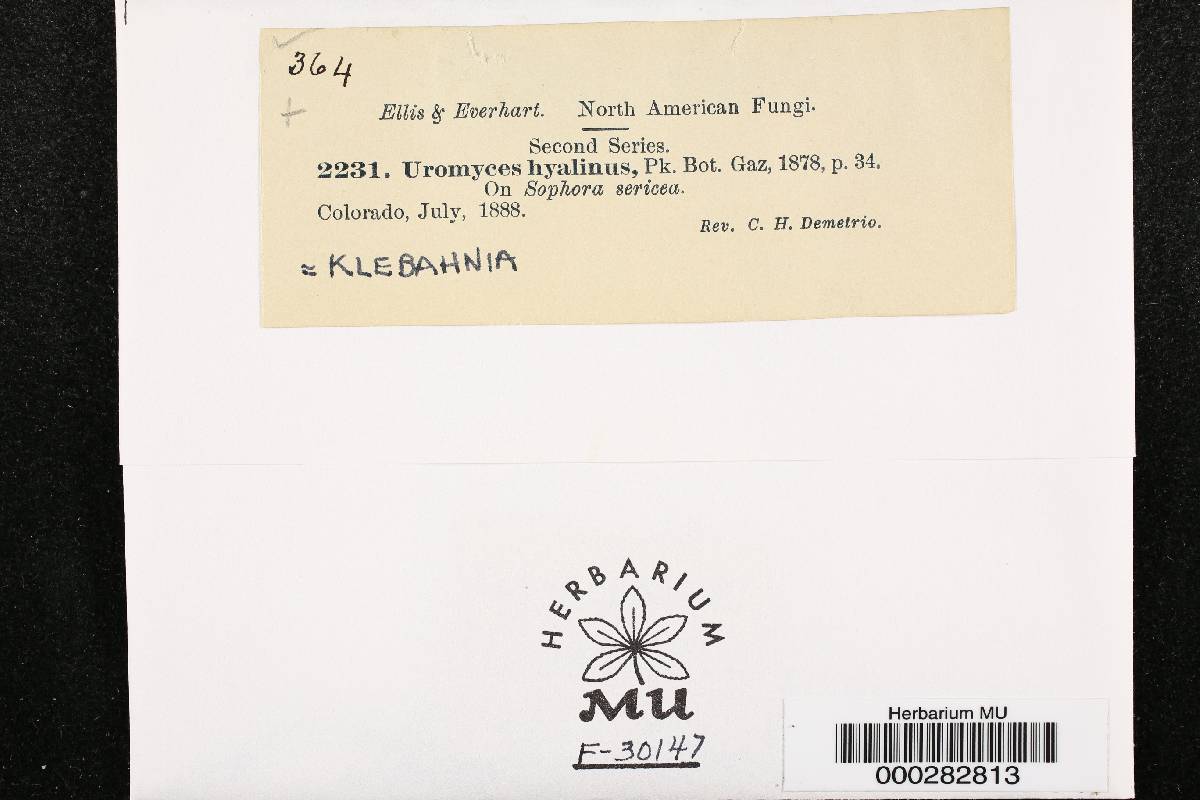 364
Ellis & Everhart. North American Fungi.
Second Series.
2231. Uromyces hyalinus, Pk. Bot. Gaz, 1878, p. 34.
On Sophora sericea.
Colorado, July, 1888.
Rev. C. H. Demetrio.
≈ KLEBAHNIA
HERBARIUM
MU
F-30147
Herbarium MU
000282813